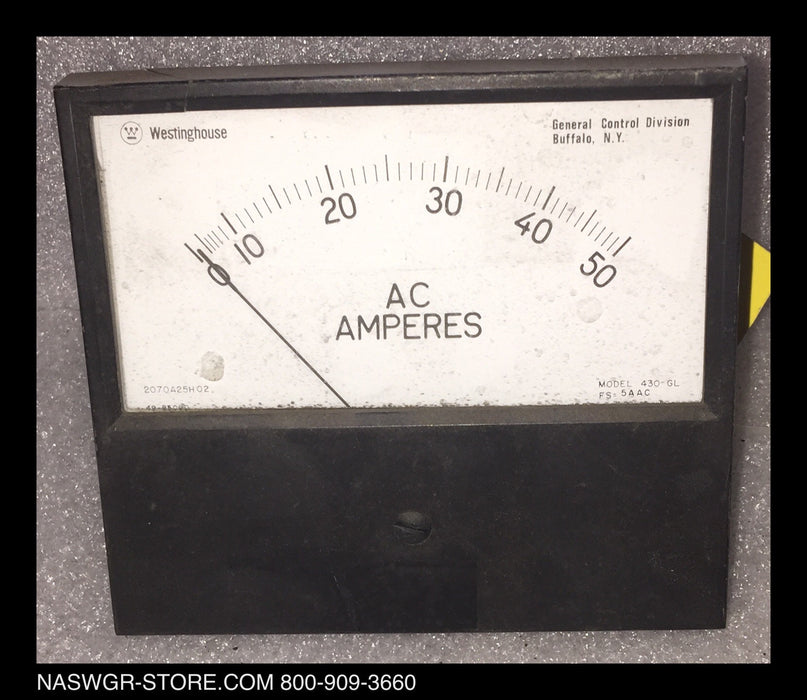 Westinghouse
General Control Division
Buffalo, N.Y.
0 10 20 30 40 50
AC
AMPERES
2070A25H02
MODEL 430-GL
FS= 5AAC
NASWGR-STORE.COM 800-909-3660